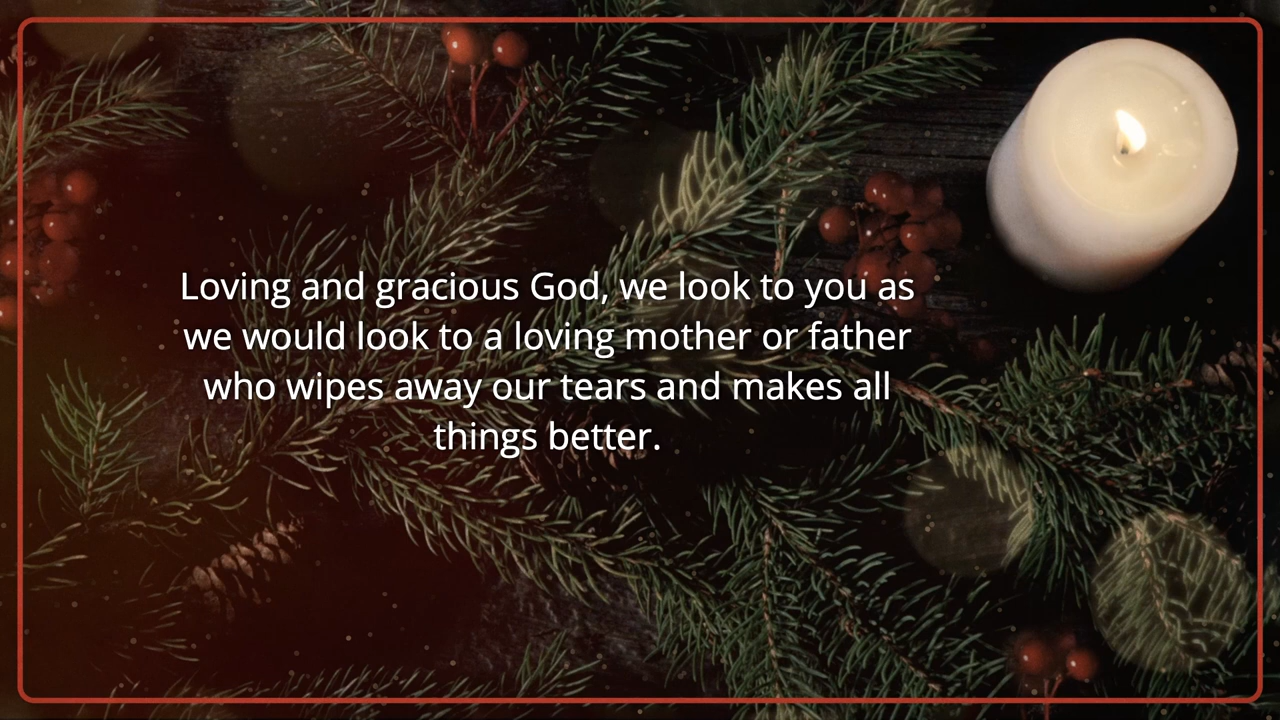 Loving and gracious God, we look to you as
we would look to a loving mother or father
who wipes away our tears and makes all
things better.